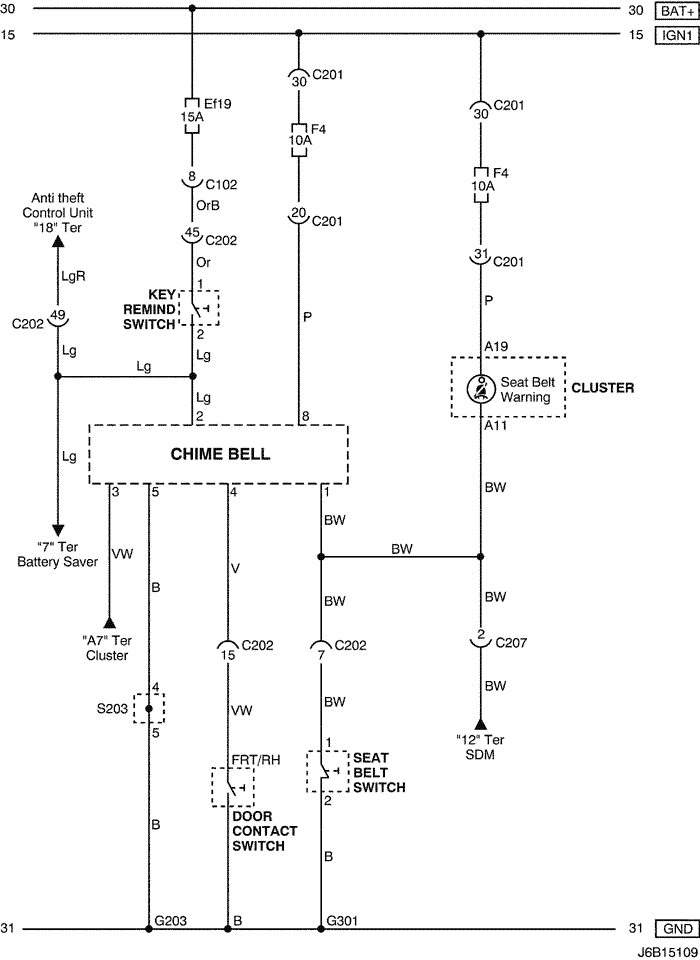 30
30 BAT+
15
15 IGN1
C201
30
C201
30
Ef19
15A
F4
10A
F4
10A
8
C102
OrB
20
C201
Anti theft
Control Unit
"18" Ter
45
C202
Or
31
C201
LgR
KEY
REMIND
SWITCH
1
2
P
P
C202
49
Lg
Lg
Lg
A19
Seat Belt
Warning
CLUSTER
A11
Lg
2
8
CHIME BELL
Lg
3
5
4
1
BW
BW
BW
"7" Ter
Battery Saver
VW
B
V
BW
BW
2
C207
"A7" Ter
Cluster
15
C202
7
C202
BW
S203
4
5
VW
BW
"12" Ter
SDM
FRT/RH
1
SEAT
BELT
SWITCH
2
DOOR
CONTACT
SWITCH
B
B
31
G203
B
G301
31 GND
J6B15109